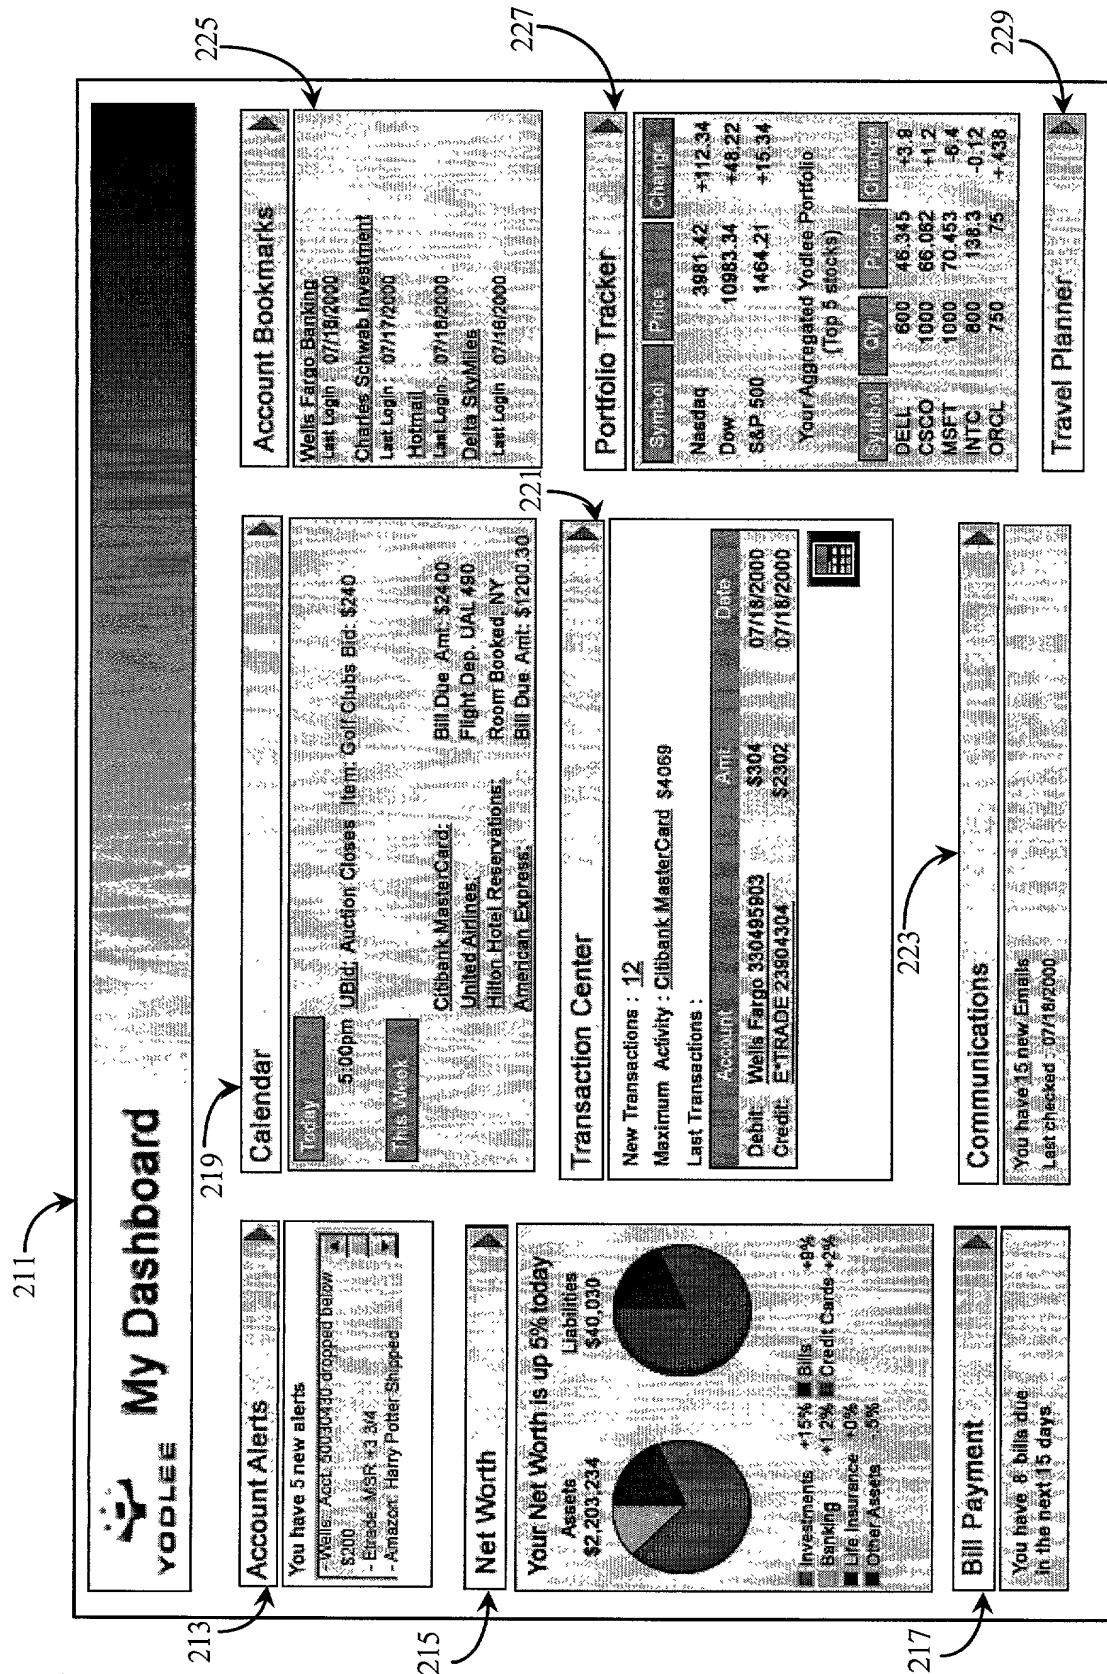 211
YODLEE
My Dashboard
213
Account Alerts
You have 5 new alerts
- Wells: Acct. 50030430 dropped below
$200
- Etrade: MSR +3 3/4
- Amazon: Harry Potter Shipped
215
Net Worth
Your Net Worth is up 5% today
Assets
$2,203,234
Liabilities
$40,030
Investments +15%
Banking +1.2%
Life Insurance +0%
Other Assets -.5%
Bills +9%
Credit Cards +2%
217
Bill Payment
You have 6 bills due
in the next 15 days.
219
Calendar
Today
5:00pm UBid: Auction Closes Item: Golf Clubs Bid: $240
This Week
Citibank MasterCard: Bill Due Amt: $2400
United Airlines: Flight Dep. UAL 490
Hilton Hotel Reservations: Room Booked, NY
American Express: Bill Due Amt: $1200.30
221
Transaction Center
New Transactions : 12
Maximum Activity : Citibank MasterCard $4069
Last Transactions :
Account Amt Date
Debit: Wells Fargo 330495903 $304 07/18/2000
Credit: E*TRADE 23904304 $2302 07/18/2000
223
Communications
You have 15 new Emails
Last checked : 07/18/2000
225
Account Bookmarks
Wells Fargo Banking
Last Login : 07/18/2000
Charles Schwab Investment
Last Login : 07/17/2000
Hotmail
Last Login : 07/18/2000
Delta SkyMiles
Last Login : 07/18/2000
227
Portfolio Tracker
Symbol Price Change
Nasdaq 3981.42 +112.34
Dow 10983.34 +48.22
S&P 500 1464.21 +15.34
Your Aggregated Yodlee Portfolio
(Top 5 stocks)
Symbol Qty Price Change
DELL 600 46.345 +3.9
CSCO 1000 66.062 +1.2
MSFT 1000 70.453 -6.4
INTC 800 138.3 -0.12
ORCL 750 75 +.438
229
Travel Planner